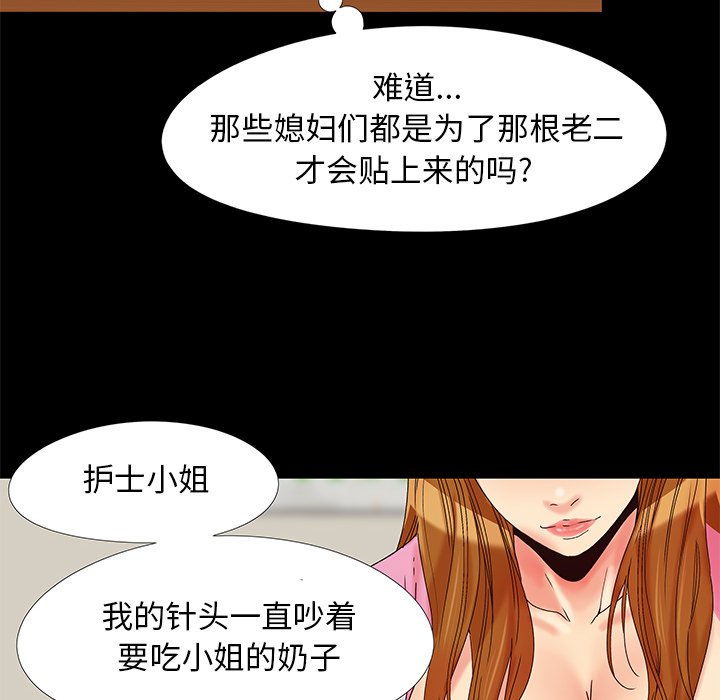 难道...
那些媳妇们都是为了那根老二
才会贴上来的吗?
护士小姐
我的针头一直吵着
要吃小姐的奶子